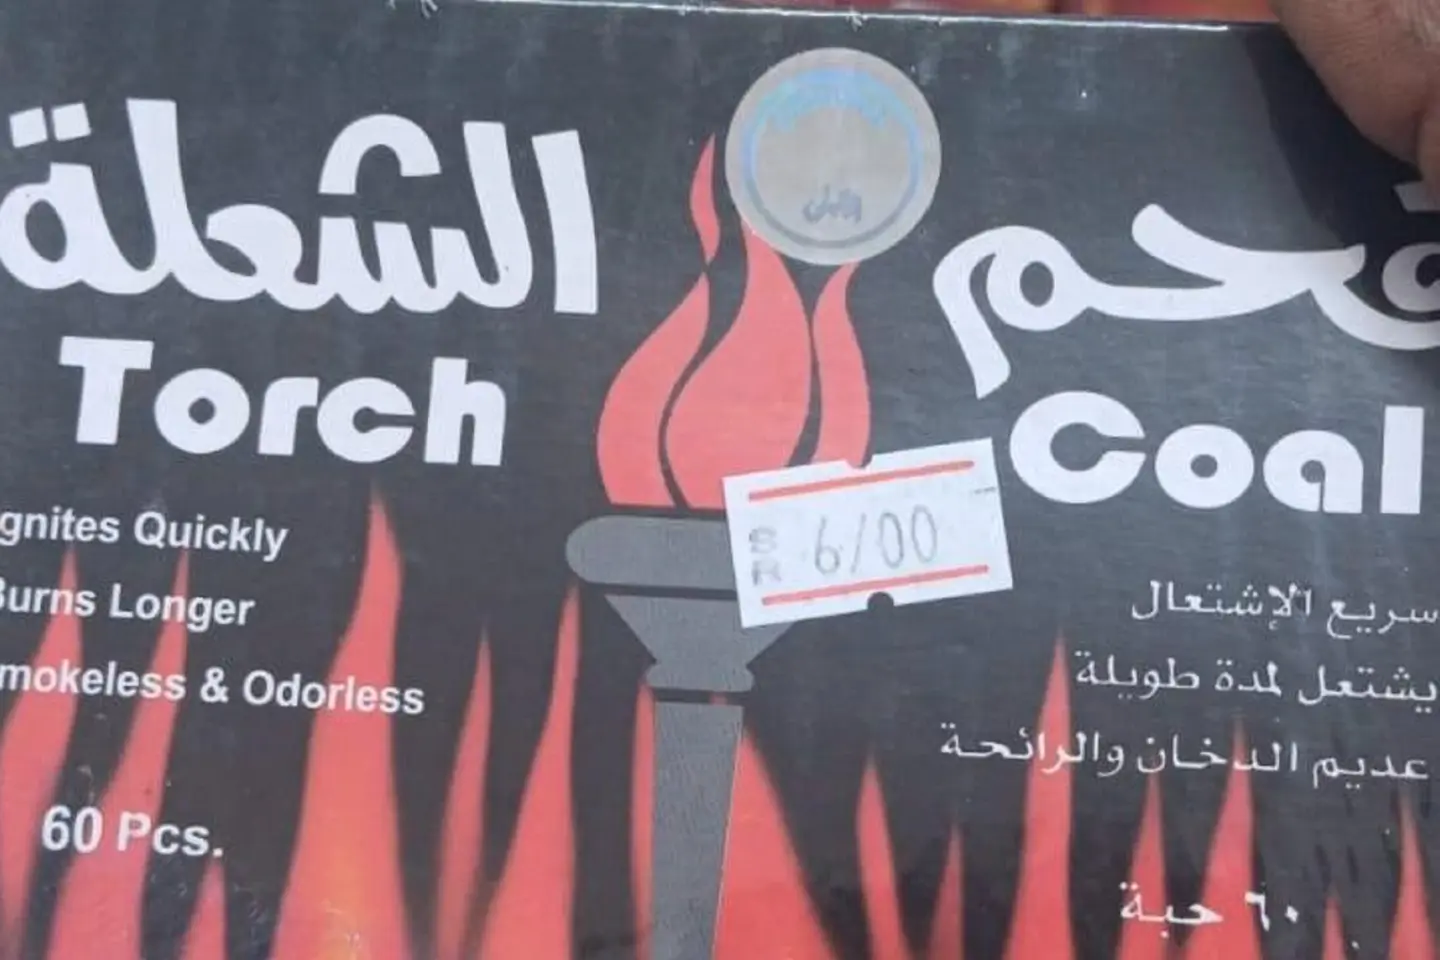 فحم الشعلة
Torch Coal
gnites Quickly
Burns Longer
mokeless & Odorless
60 Pcs.
SR 6/00
سريع الإشتعال
يشتعل لمدة طويلة
عديم الدخان والرائحة
٦٠ حبة